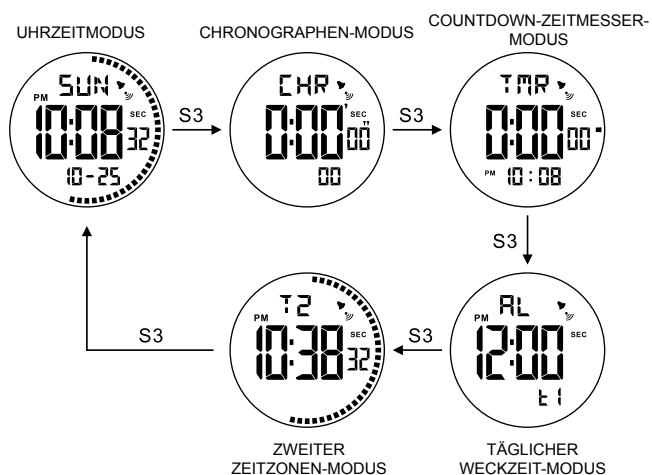 UHRZEITMODUS
CHRONOGRAPHEN-MODUS
COUNTDOWN-ZEITMESSER-
MODUS
SUN
PM
10:08
SEC
32
10-25
S3
CHR
0:00'
SEC
00"
00
S3
TMR
0:00
SEC
00
PM 10:08
S3
T2
PM
10:38
SEC
32
S3
AL
PM
12:00
SEC
t1
S3
ZWEITER
ZEITZONEN-MODUS
TÄGLICHER
WECKZEIT-MODUS